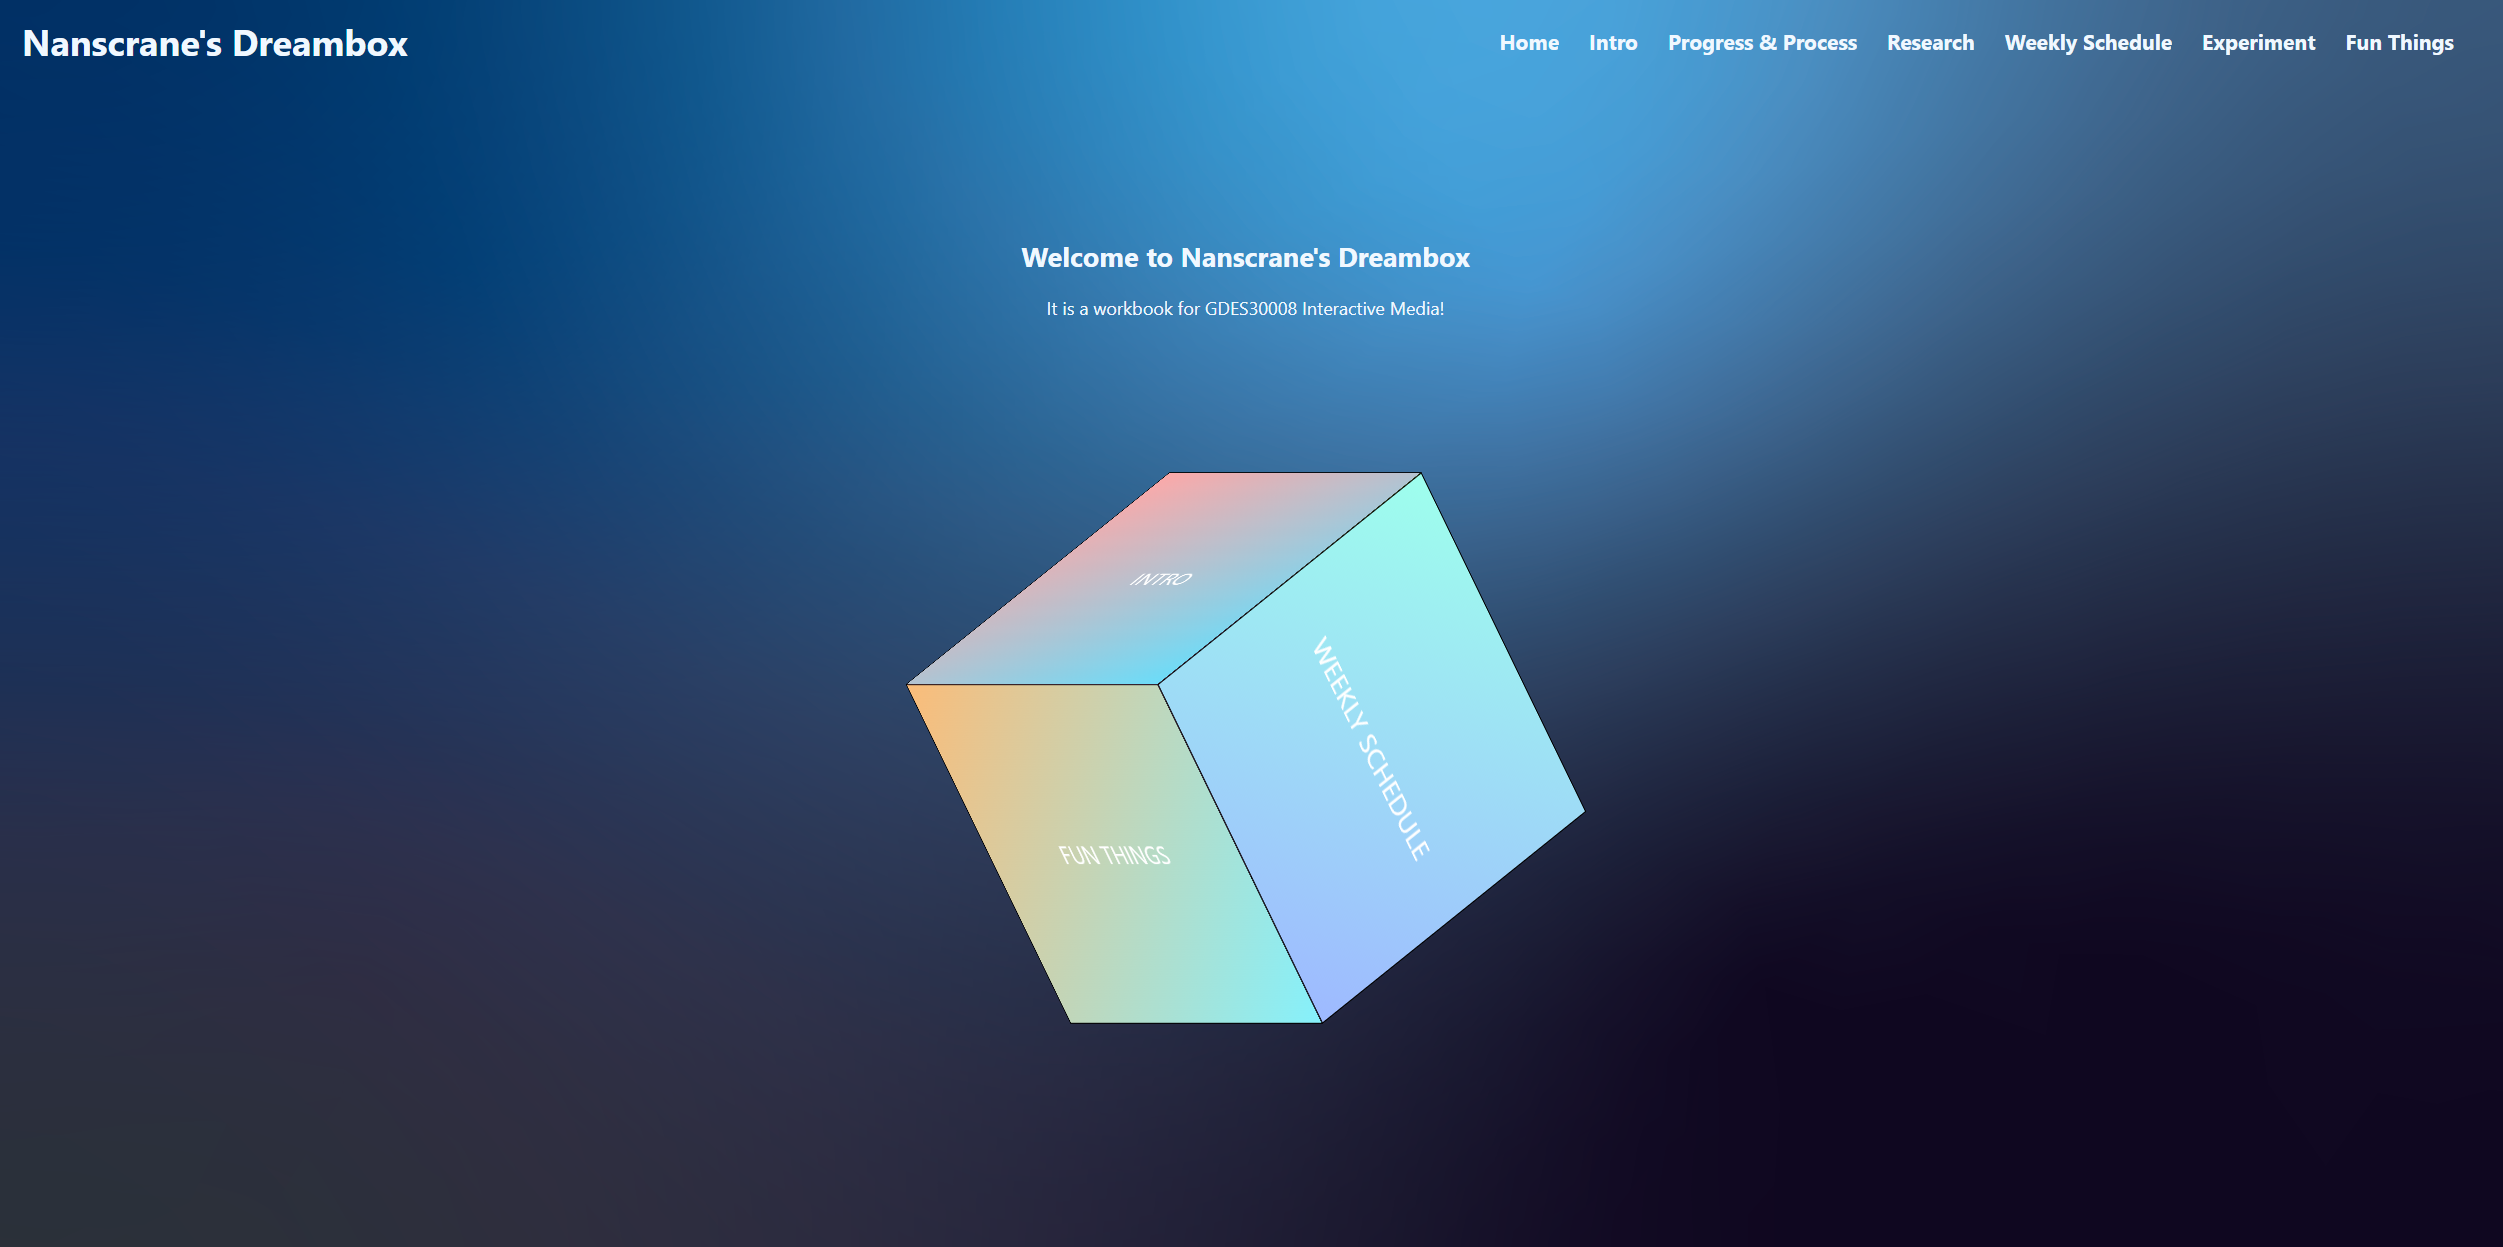 Nanscrane's Dreambox
Home Intro Progress & Process Research Weekly Schedule Experiment Fun Things
Welcome to Nanscrane's Dreambox
It is a workbook for GDES30008 Interactive Media!
INTRO
WEEKLY SCHEDULE
FUN THINGS